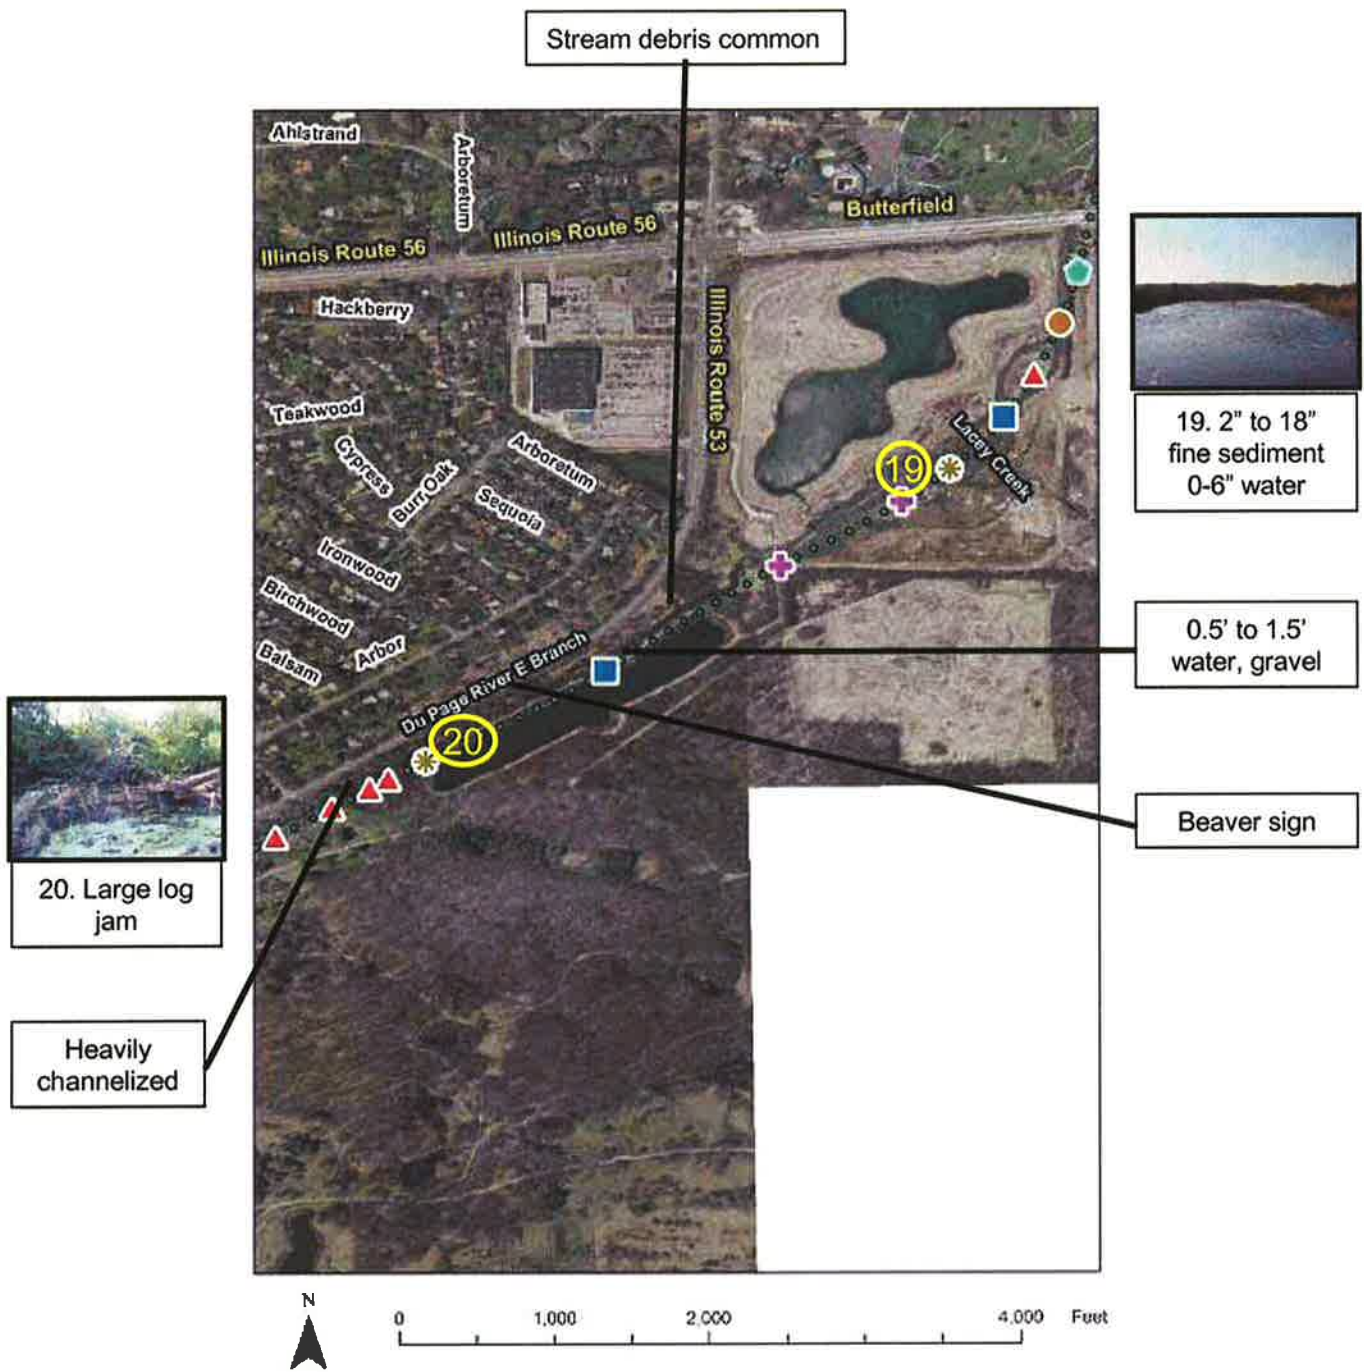 Stream debris common
Ahlstrand
Arboretum
Illinois Route 56
Illinois Route 56
Butterfield
Hackberry
Illinois Route 53
Teakwood
Cypress
Burr Oak
Arboretum
Sequoia
Lacey Creek
19
19. 2" to 18"
fine sediment
0-6" water
Ironwood
Birchwood
Balsam
Arbor
Du Page River E Branch
0.5' to 1.5'
water, gravel
20
Beaver sign
20. Large log
jam
Heavily
channelized
N
0 1,000 2,000 4,000 Feet